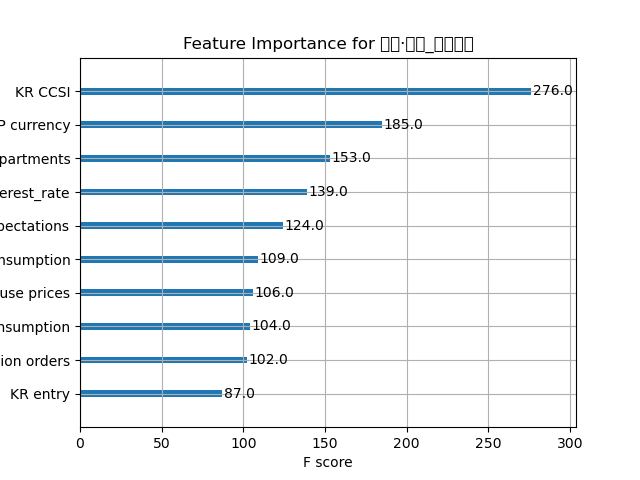 Feature Importance for
KR CCSI
276.0
P currency
185.0
partments
153.0
erest_rate
139.0
pectations
124.0
nsumption
109.0
use prices
106.0
nsumption
104.0
ion orders
102.0
KR entry
87.0
0 50 100 150 200 250 300
F score